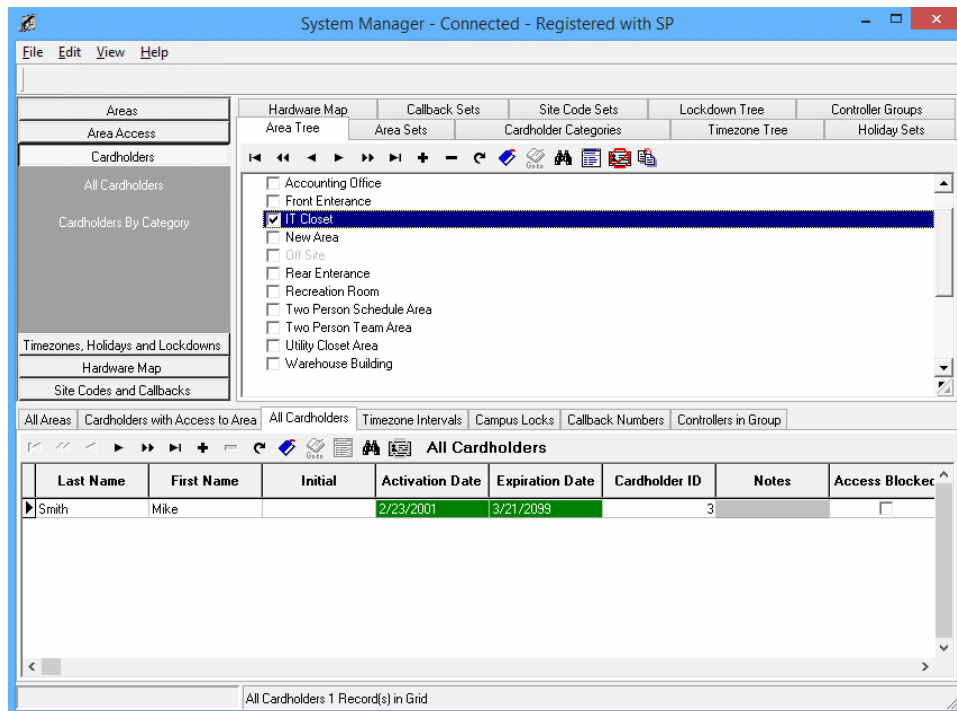 System Manager - Connected - Registered with SP
File Edit View Help
Areas
Area Access
Cardholders
All Cardholders
Cardholders By Category
Timezones, Holidays and Lockdowns
Hardware Map
Site Codes and Callbacks
Hardware Map Callback Sets Site Code Sets Lockdown Tree Controller Groups
Area Tree Area Sets Cardholder Categories Timezone Tree Holiday Sets
Goto
Accounting Office
Front Enterance
IT Closet
New Area
Off Site
Rear Enterance
Recreation Room
Two Person Schedule Area
Two Person Team Area
Utility Closet Area
Warehouse Building
All Areas Cardholders with Access to Area All Cardholders Timezone Intervals Campus Locks Callback Numbers Controllers in Group
Goto All Cardholders
Last Name First Name Initial Activation Date Expiration Date Cardholder ID Notes Access Blocked
Smith Mike 2/23/2001 3/21/2099 3
All Cardholders 1 Record(s) in Grid